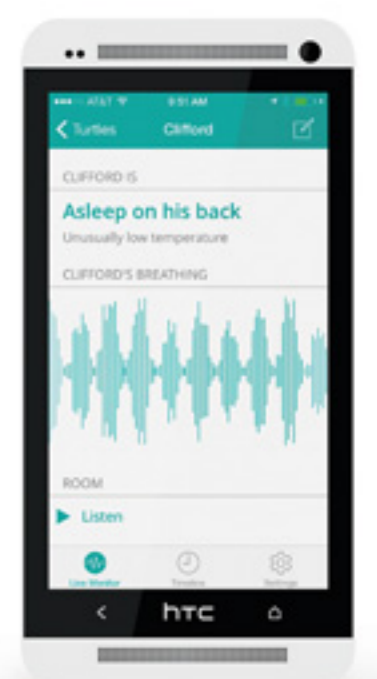 AT&T 9:51 AM
Turtles Clifford
CLIFFORD IS
Asleep on his back
Unusually low temperature
CLIFFORD'S BREATHING
ROOM
Listen
Live Monitor Timeline Settings
hTC